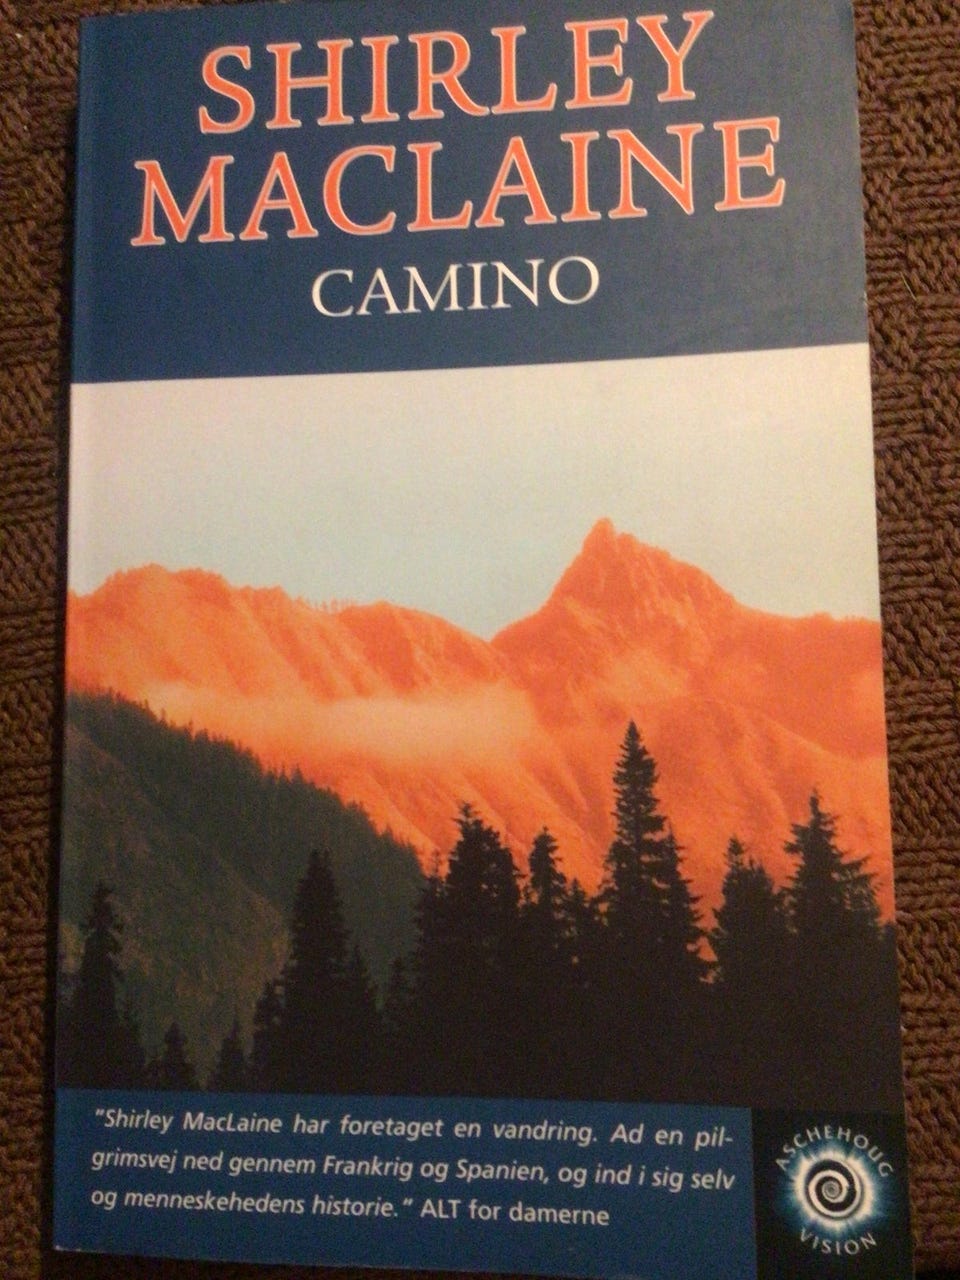 SHIRLEY
MACLAINE
CAMINO
"Shirley MacLaine har foretaget en vandring. Ad en pil-
grimsvej ned gennem Frankrig og Spanien, og ind i sig selv
og menneskehedens historie." ALT for damerne
ASCHEHOUG
VISION